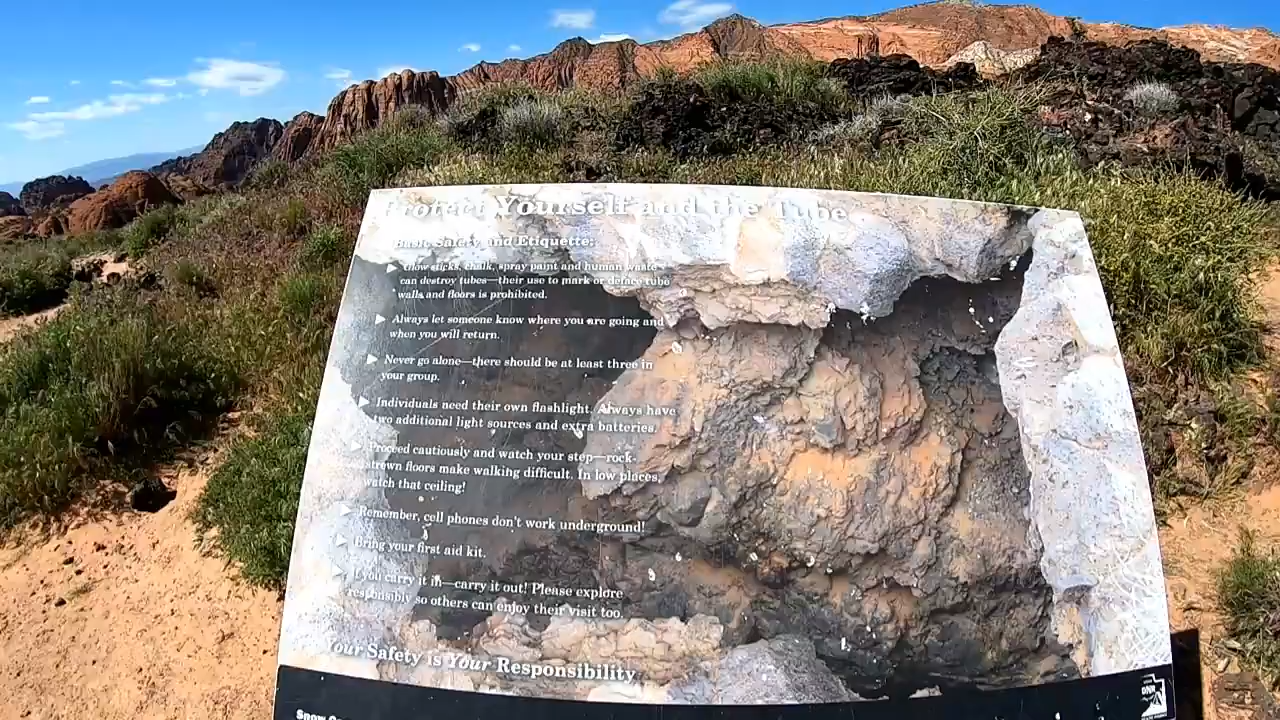 Protect Yourself and the Tube
Basic Safety and Etiquette:
Glow sticks, chalk, spray paint and human waste
can destroy tubes—their use to mark or deface tube
walls and floors is prohibited.
Always let someone know where you are going and
when you will return.
Never go alone—there should be at least three in
your group.
Individuals need their own flashlight. Always have
two additional light sources and extra batteries.
Proceed cautiously and watch your step—rock-
strewn floors make walking difficult. In low places,
watch that ceiling!
Remember, cell phones don't work underground!
Bring your first aid kit.
If you carry it in—carry it out! Please explore
responsibly so others can enjoy their visit too.
Your Safety is Your Responsibility
Snow
DNR